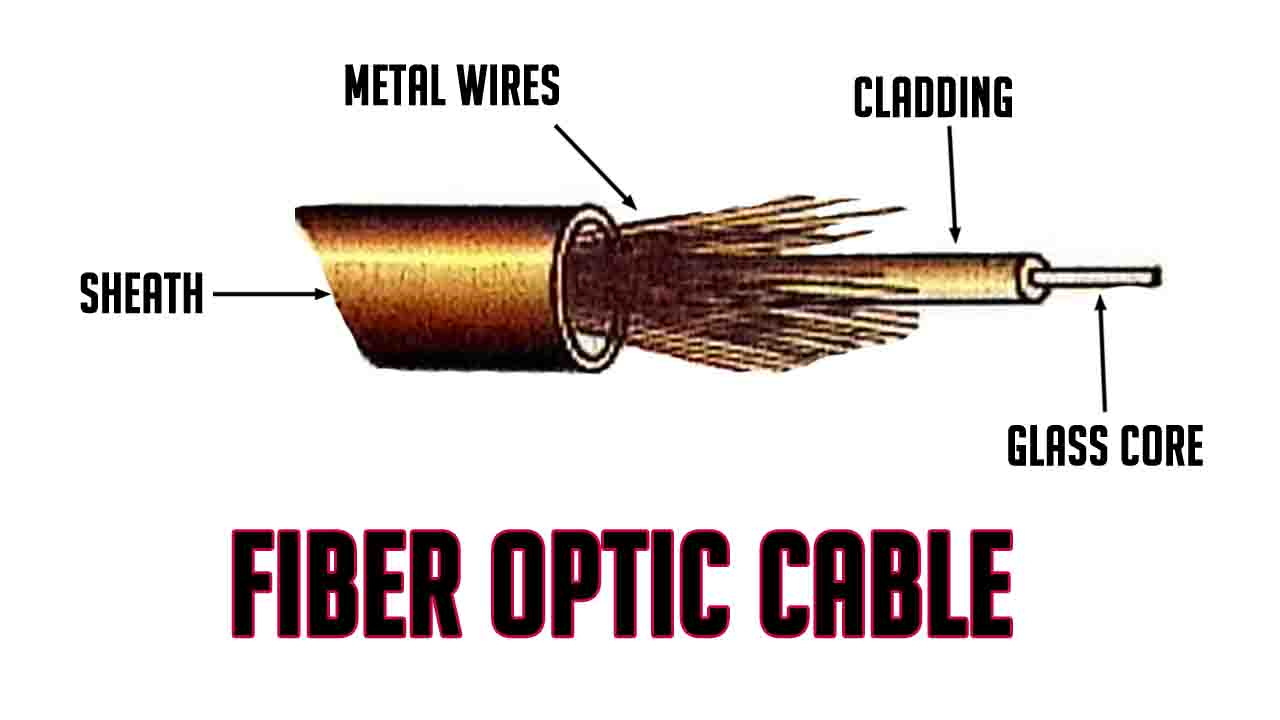 METAL WIRES
CLADDING
SHEATH
GLASS CORE
FIBER OPTIC CABLE